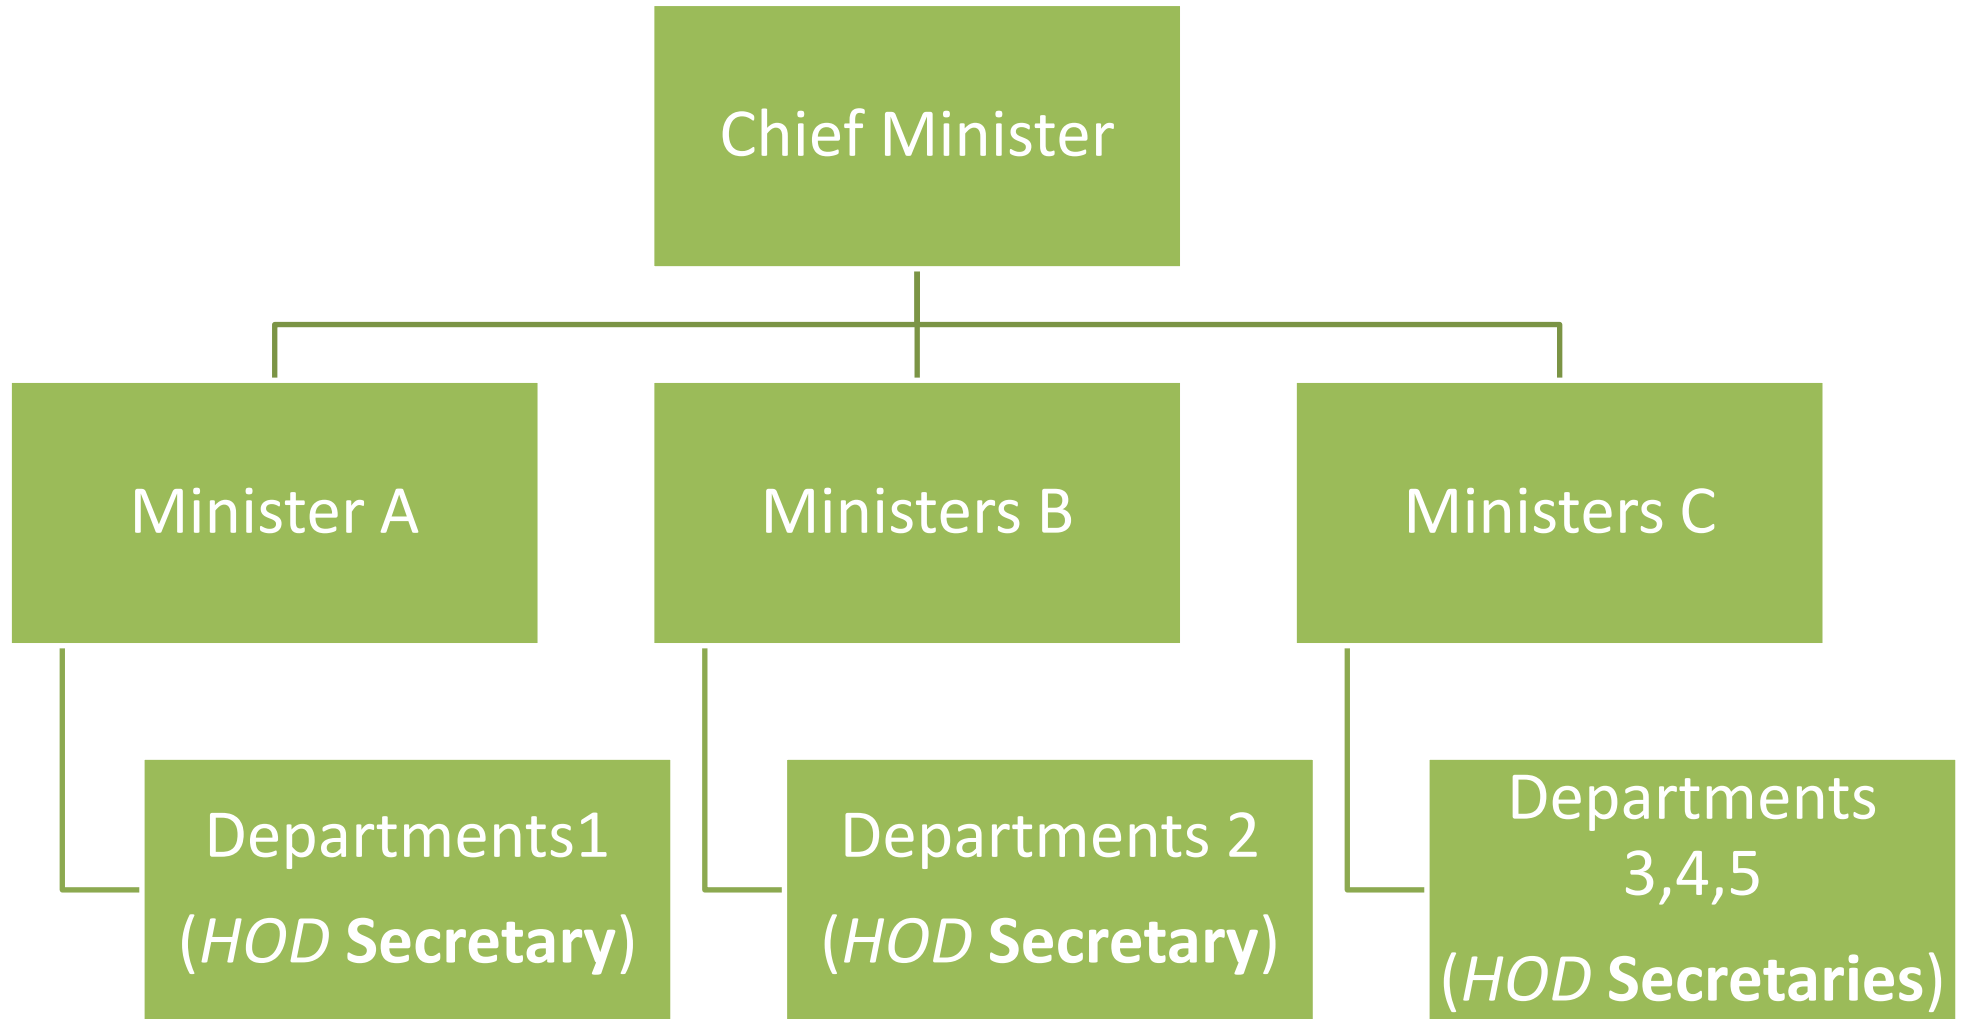 Chief Minister
Minister A
Ministers B
Ministers C
Departments1
(HOD Secretary)
Departments 2
(HOD Secretary)
Departments
3,4,5
(HOD Secretaries)